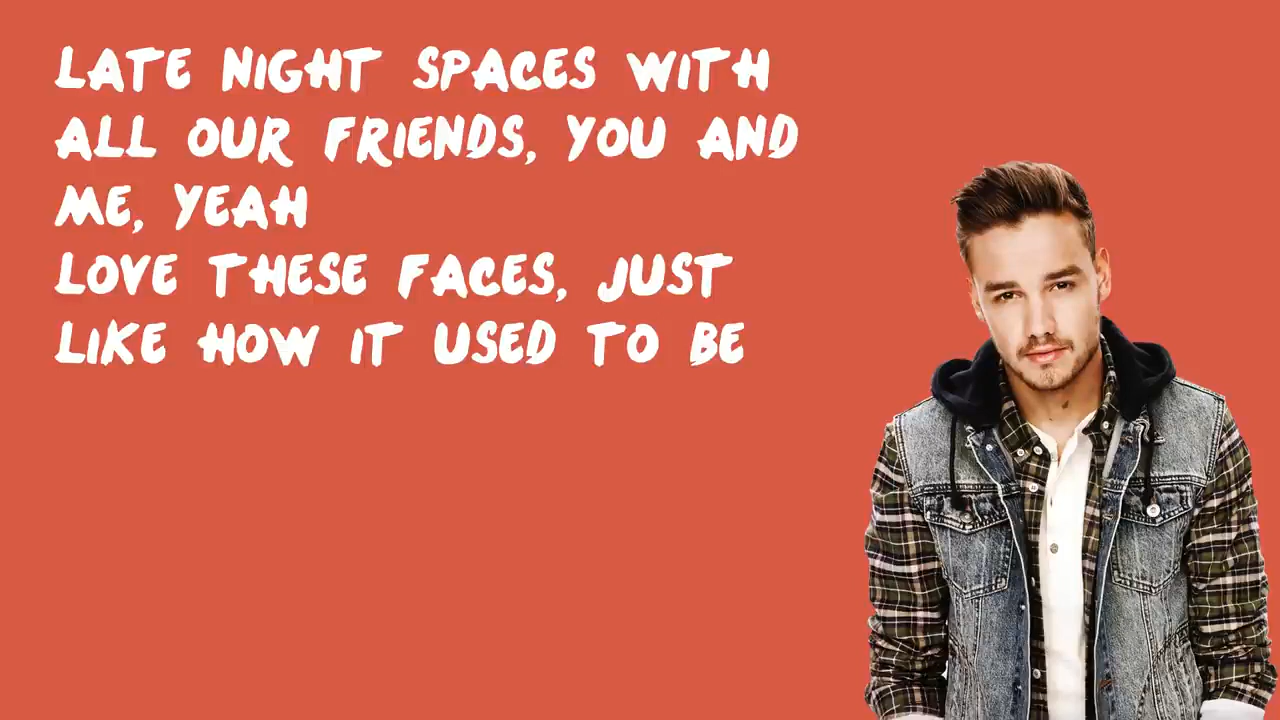 LATE NIGHT SPACES WITH
ALL OUR FRIENDS, YOU AND
ME, YEAH
LOVE THESE FACES, JUST
LIKE HOW IT USED TO BE